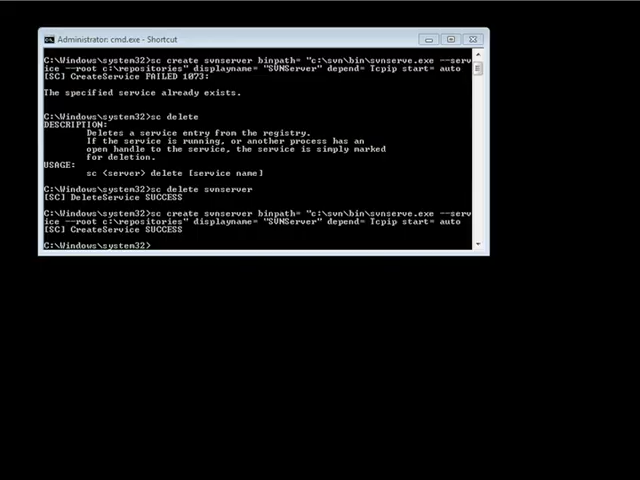 Administrator: cmd.exe - Shortcut
C:\Windows\system32>sc create svnserver binpath= "c:\svn\bin\svnserve.exe --serv
ice --root c:\repositories" displayname= "SVNServer" depend= Tcpip start= auto
[SC] CreateService FAILED 1073:
The specified service already exists.
C:\Windows\system32>sc delete
DESCRIPTION:
Deletes a service entry from the registry.
If the service is running, or another process has an
open handle to the service, the service is simply marked
for deletion.
USAGE:
sc <server> delete [service name]
C:\Windows\system32>sc delete svnserver
[SC] DeleteService SUCCESS
C:\Windows\system32>sc create svnserver binpath= "c:\svn\bin\svnserve.exe --serv
ice --root c:\repositories" displayname= "SVNServer" depend= Tcpip start= auto
[SC] CreateService SUCCESS
C:\Windows\system32>